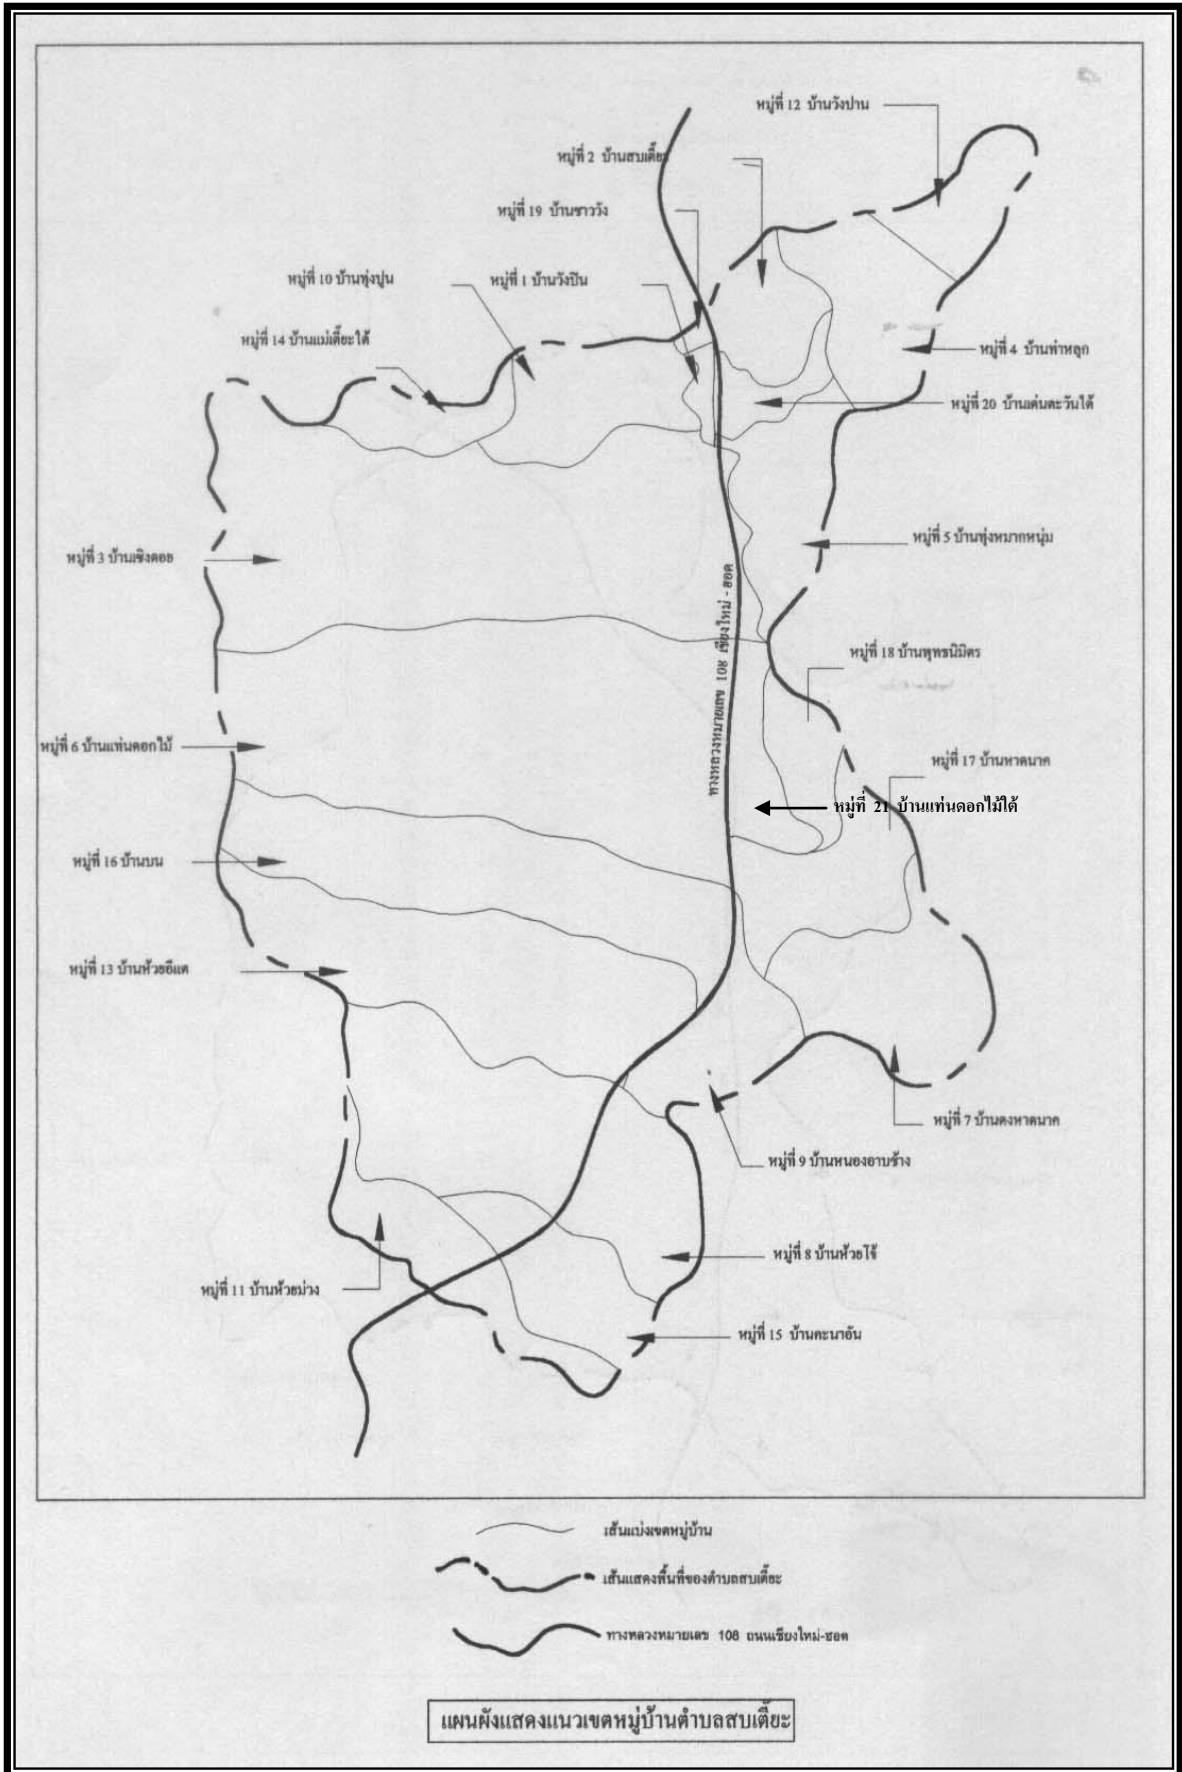 หมู่ที่ 12 บ้านวังปาน
หมู่ที่ 2 บ้านสบเตี๊ยะ
หมู่ที่ 19 บ้านชาววัง
หมู่ที่ 10 บ้านทุ่งปูน
หมู่ที่ 1 บ้านวังปิน
หมู่ที่ 14 บ้านแม่เตี๊ยะใต้
หมู่ที่ 4 บ้านท่าหลุก
หมู่ที่ 20 บ้านเด่นตะวันใต้
หมู่ที่ 5 บ้านทุ่งหมากหนุ่ม
หมู่ที่ 3 บ้านเชิงดอย
ทางหลวงหมายเลข 108 เชียงใหม่ - ฮอด
หมู่ที่ 18 บ้านพุทธนิมิตร
หมู่ที่ 6 บ้านแท่นดอกไม้
หมู่ที่ 17 บ้านหาดนาค
หมู่ที่ 21 บ้านแท่นดอกไม้ใต้
หมู่ที่ 16 บ้านบน
หมู่ที่ 13 บ้านห้วยอีแต
หมู่ที่ 7 บ้านดงหาดนาค
หมู่ที่ 9 บ้านหนองอาบช้าง
หมู่ที่ 8 บ้านห้วยไร้
หมู่ที่ 11 บ้านห้วยม่วง
หมู่ที่ 15 บ้านดะนาอัน
เส้นแบ่งเขตหมู่บ้าน
เส้นแสดงพื้นที่ของตำบลสบเตี๊ยะ
ทางหลวงหมายเลข 108 ถนนเชียงใหม่-ฮอด
แผนผังแสดงแนวเขตหมู่บ้านตำบลสบเตี๊ยะ